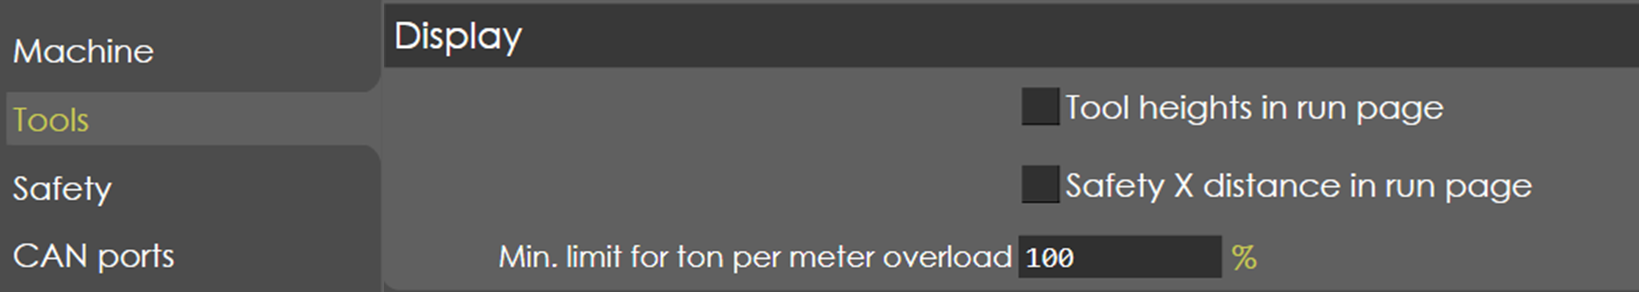 Machine
Tools
Safety
CAN ports
Display
Tool heights in run page
Safety X distance in run page
Min. limit for ton per meter overload 100 %